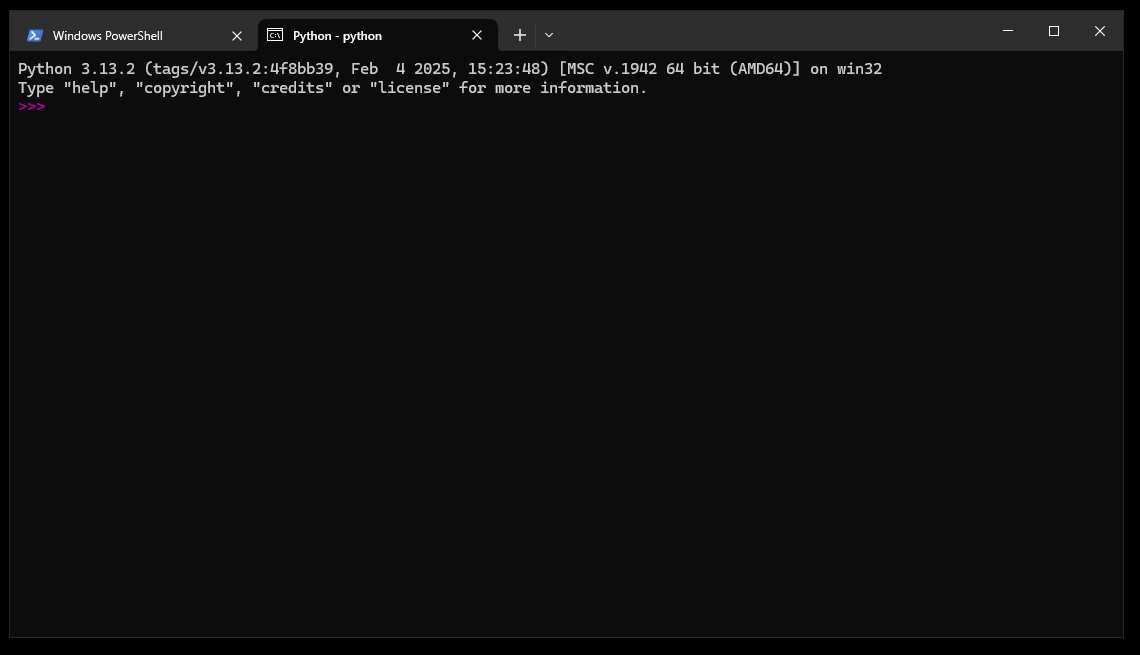 Windows PowerShell
Python - python
Python 3.13.2 (tags/v3.13.2:4f8bb39, Feb  4 2025, 15:23:48) [MSC v.1942 64 bit (AMD64)] on win32
Type "help", "copyright", "credits" or "license" for more information.
>>>